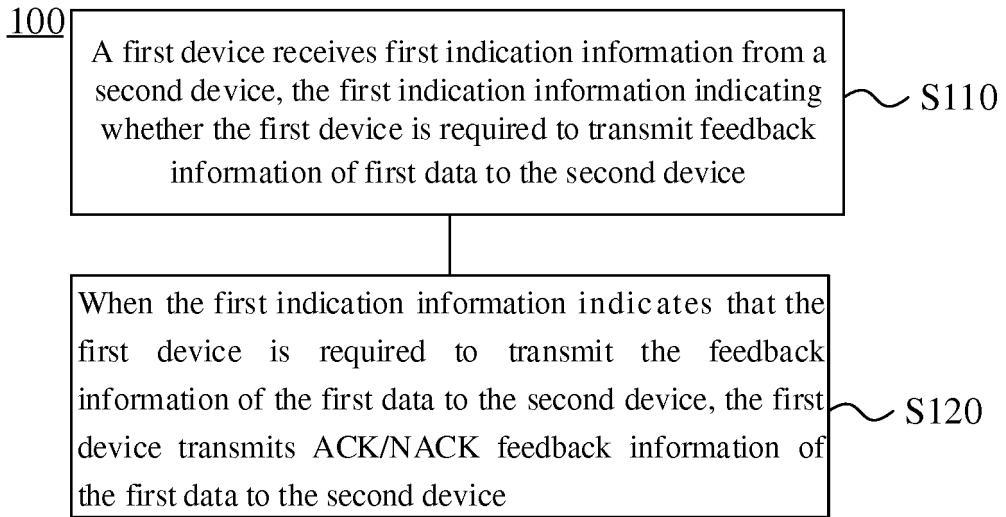 100
A first device receives first indication information from a
second device, the first indication information indicating
whether the first device is required to transmit feedback
information of first data to the second device
S110
When the first indication information indicates that the
first device is required to transmit the feedback
information of the first data to the second device, the first
device transmits ACK/NACK feedback information of
the first data to the second device
S120